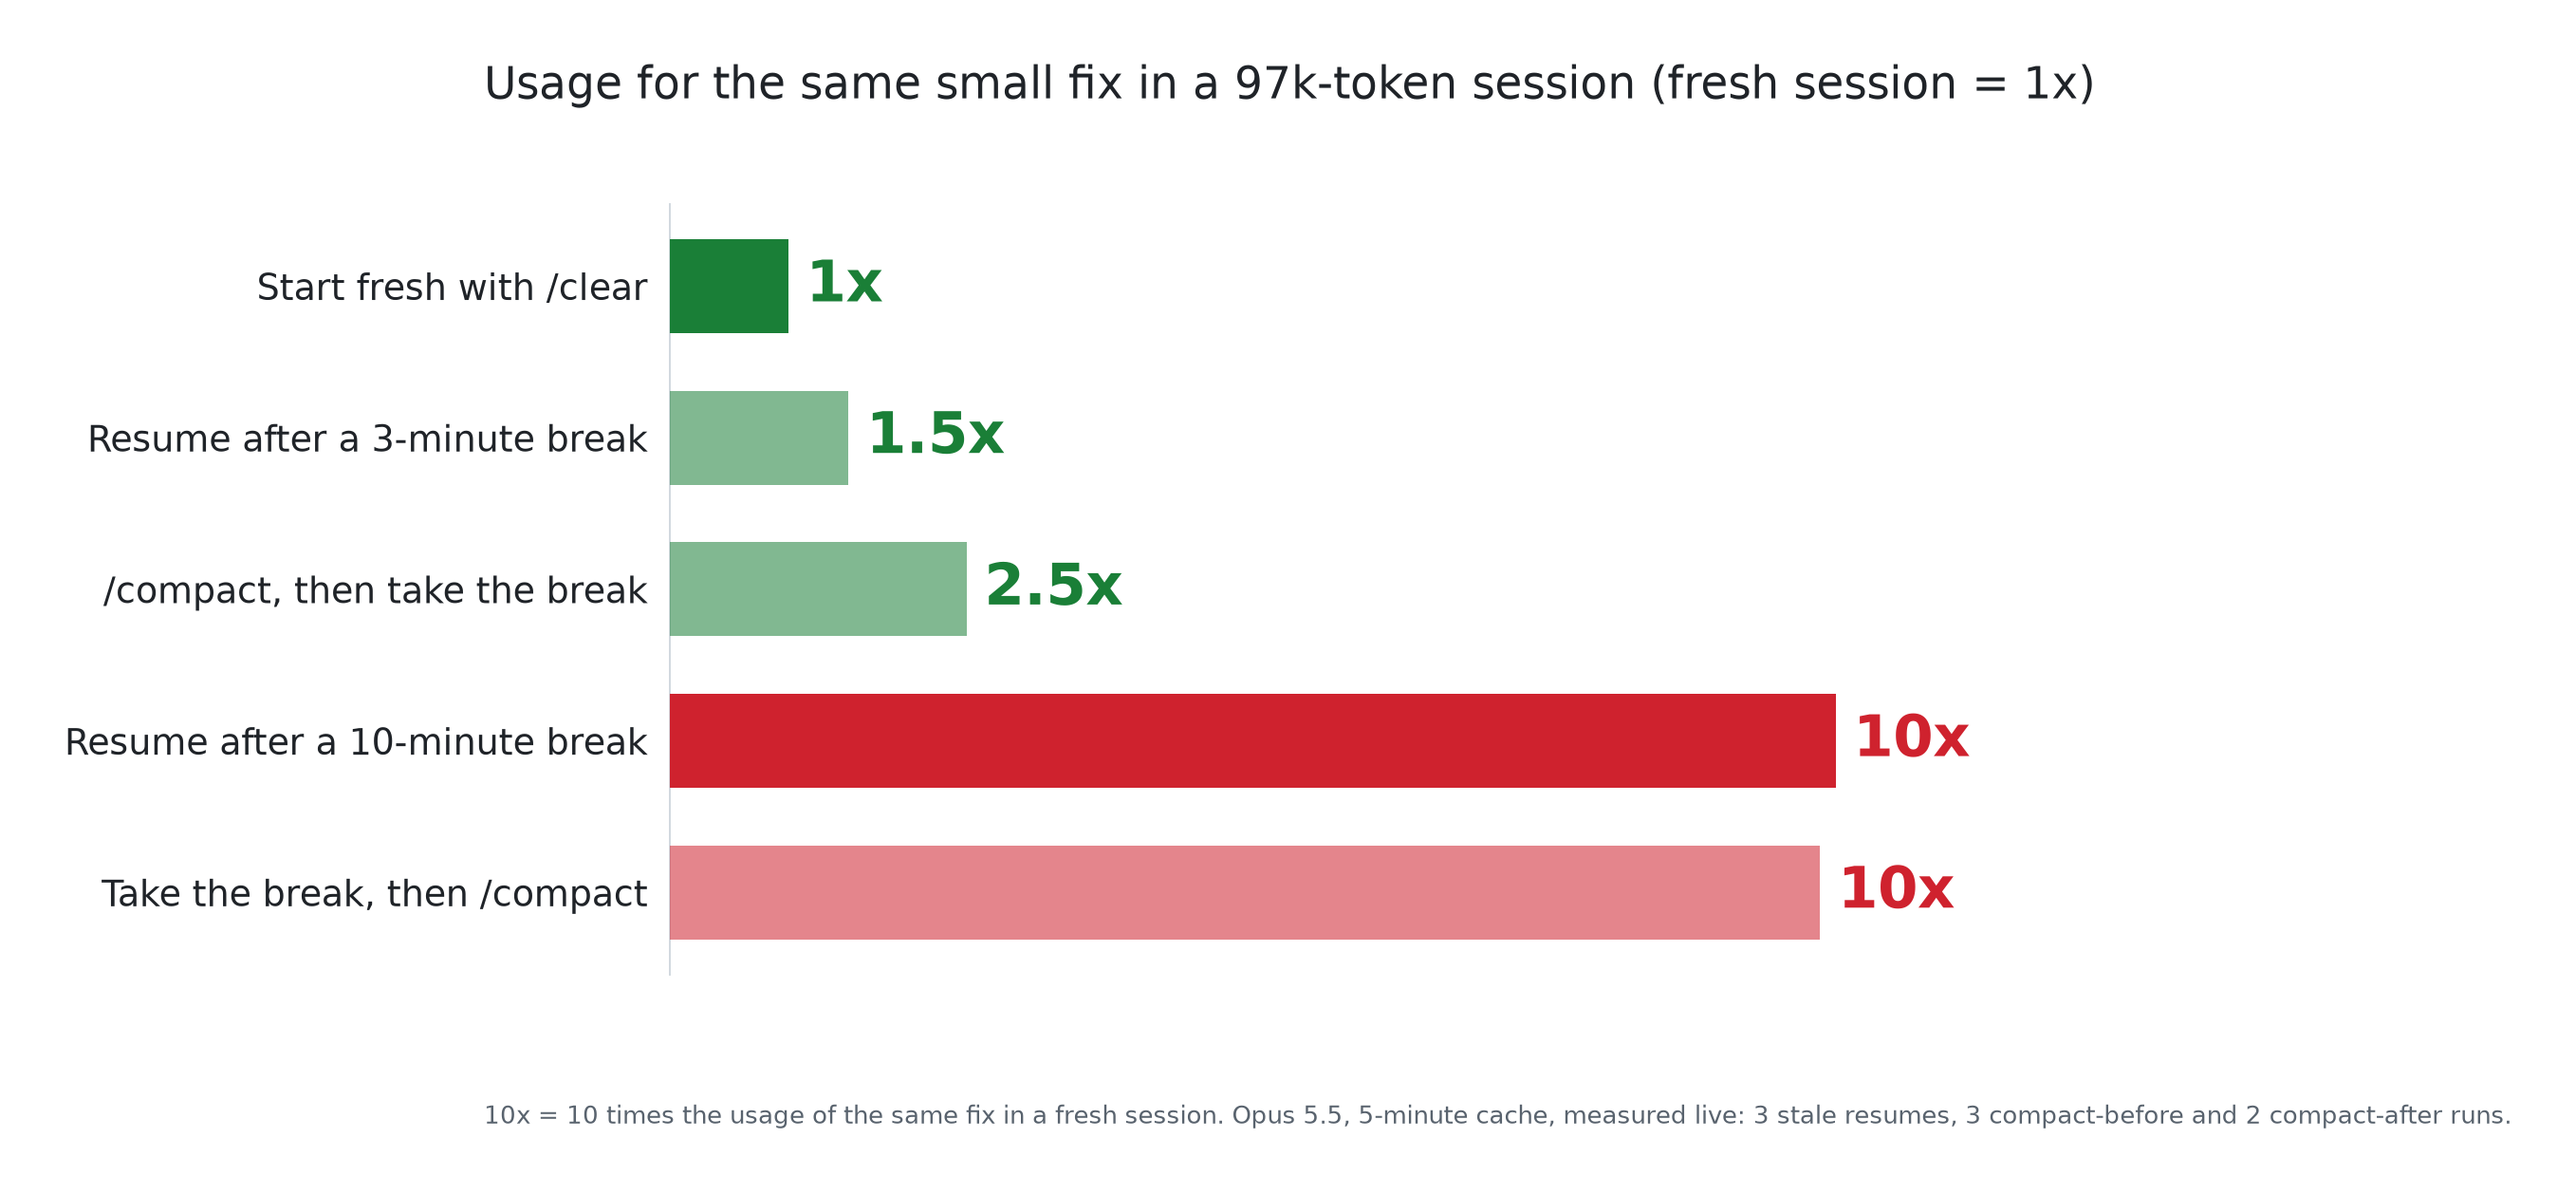 Usage for the same small fix in a 97k-token session (fresh session = 1x)
Start fresh with /clear
1x
Resume after a 3-minute break
1.5x
/compact, then take the break
2.5x
Resume after a 10-minute break
10x
Take the break, then /compact
10x
10x = 10 times the usage of the same fix in a fresh session. Opus 5.5, 5-minute cache, measured live: 3 stale resumes, 3 compact-before and 2 compact-after runs.